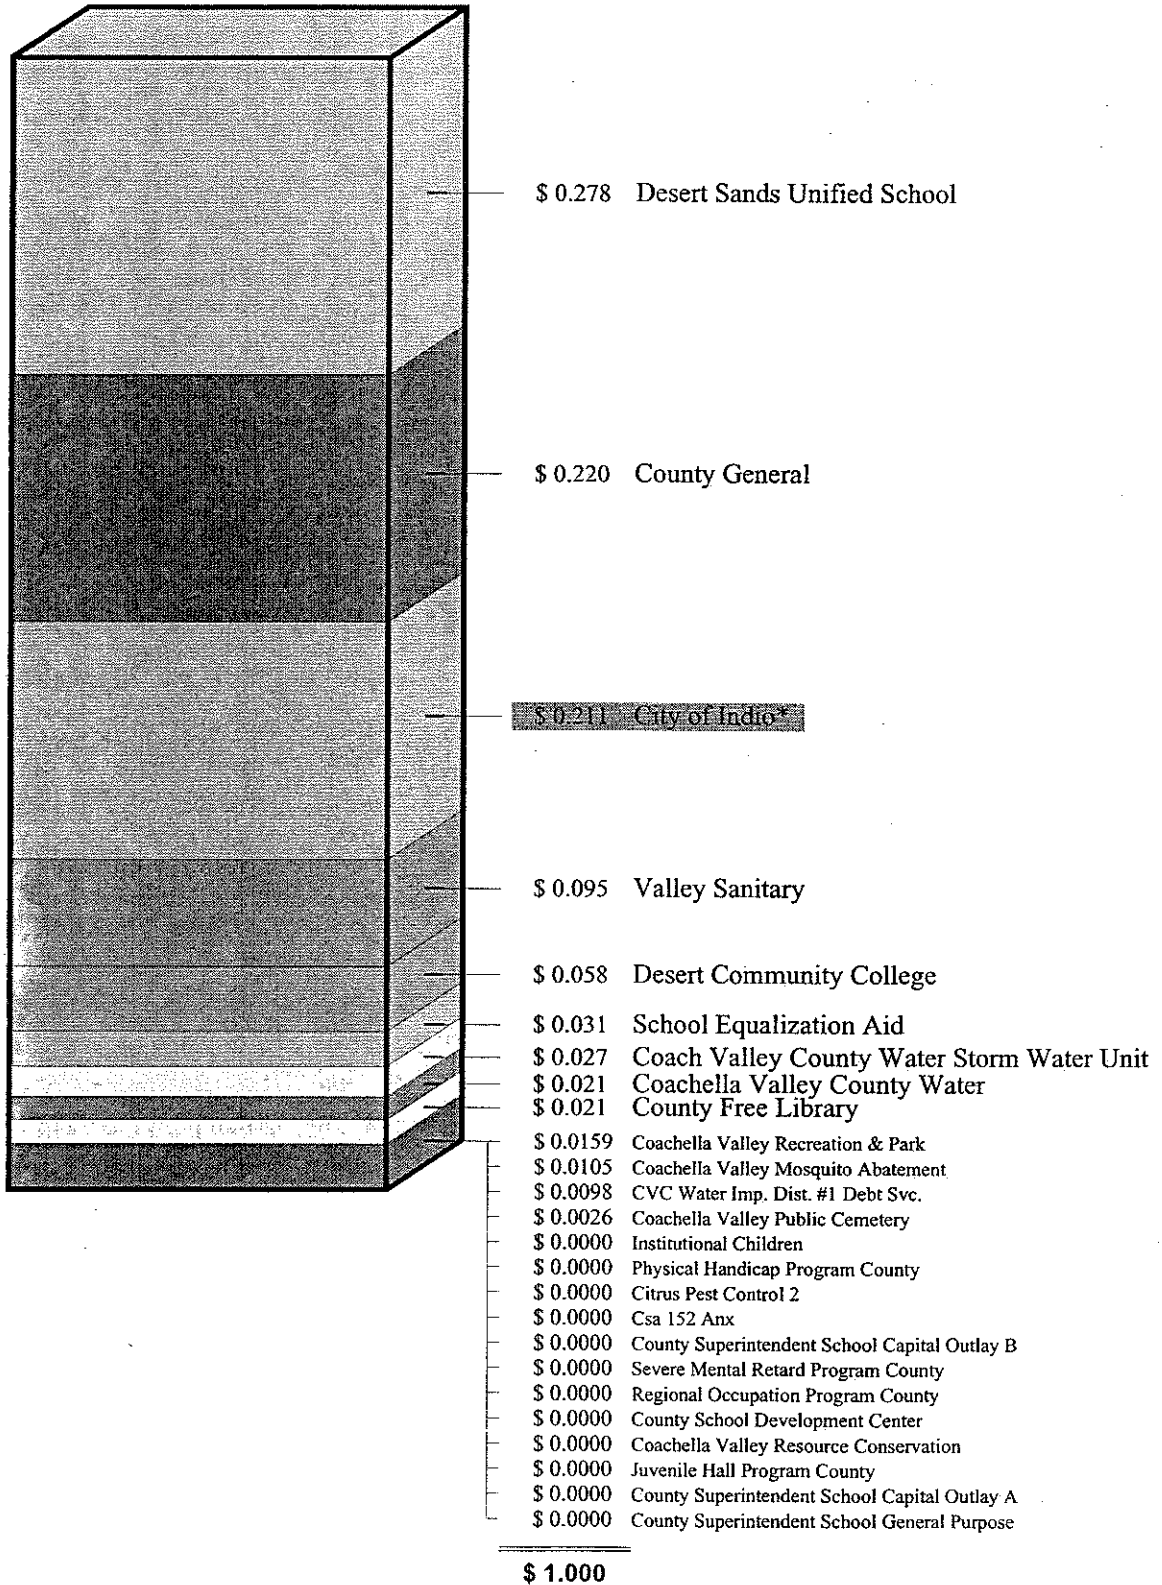 $ 0.278 Desert Sands Unified School
$ 0.220 County General
$ 0.211 City of Indio*
$ 0.095 Valley Sanitary
$ 0.058 Desert Community College
$ 0.031 School Equalization Aid
$ 0.027 Coach Valley County Water Storm Water Unit
$ 0.021 Coachella Valley County Water
$ 0.021 County Free Library
$ 0.0159 Coachella Valley Recreation & Park
$ 0.0105 Coachella Valley Mosquito Abatement
$ 0.0098 CVC Water Imp. Dist. #1 Debt Svc.
$ 0.0026 Coachella Valley Public Cemetery
$ 0.0000 Institutional Children
$ 0.0000 Physical Handicap Program County
$ 0.0000 Citrus Pest Control 2
$ 0.0000 Csa 152 Anx
$ 0.0000 County Superintendent School Capital Outlay B
$ 0.0000 Severe Mental Retard Program County
$ 0.0000 Regional Occupation Program County
$ 0.0000 County School Development Center
$ 0.0000 Coachella Valley Resource Conservation
$ 0.0000 Juvenile Hall Program County
$ 0.0000 County Superintendent School Capital Outlay A
$ 0.0000 County Superintendent School General Purpose
$ 1.000